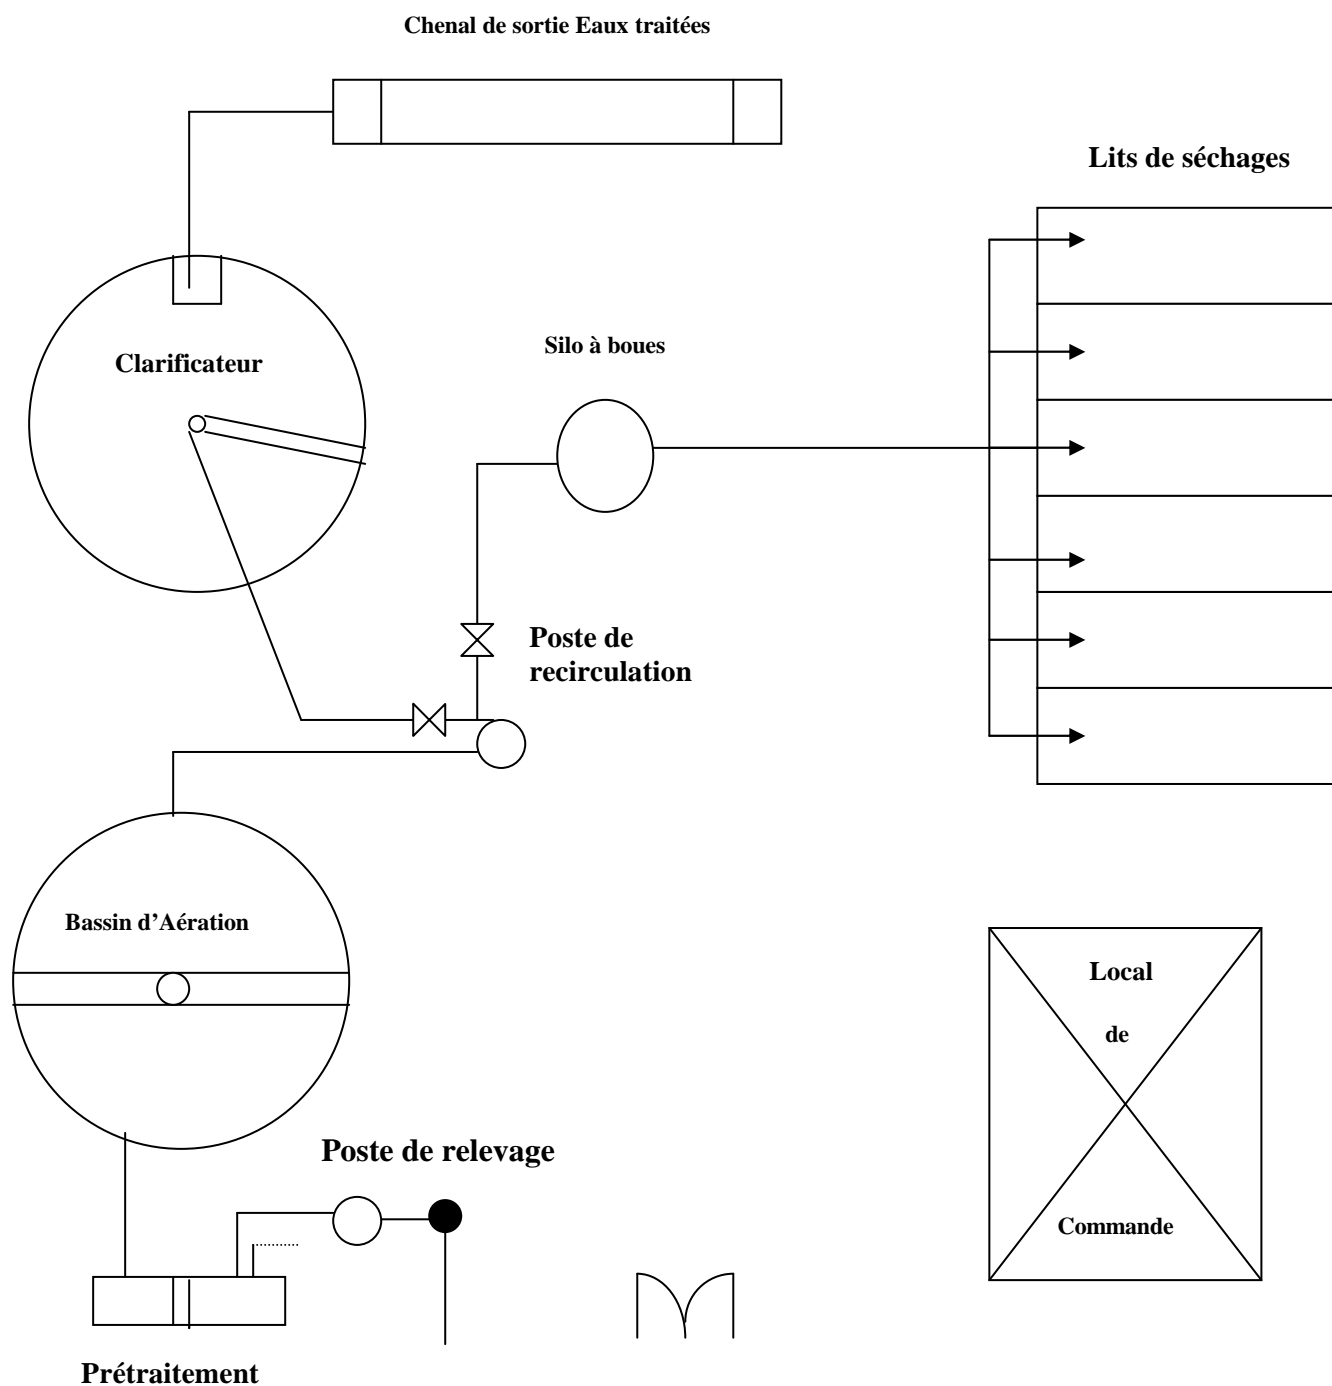 Chenal de sortie Eaux traitées
Lits de séchages
Silo à boues
Clarificateur
Poste de
recirculation
Bassin d’Aération
Local
de
Commande
Poste de relevage
Prétraitement